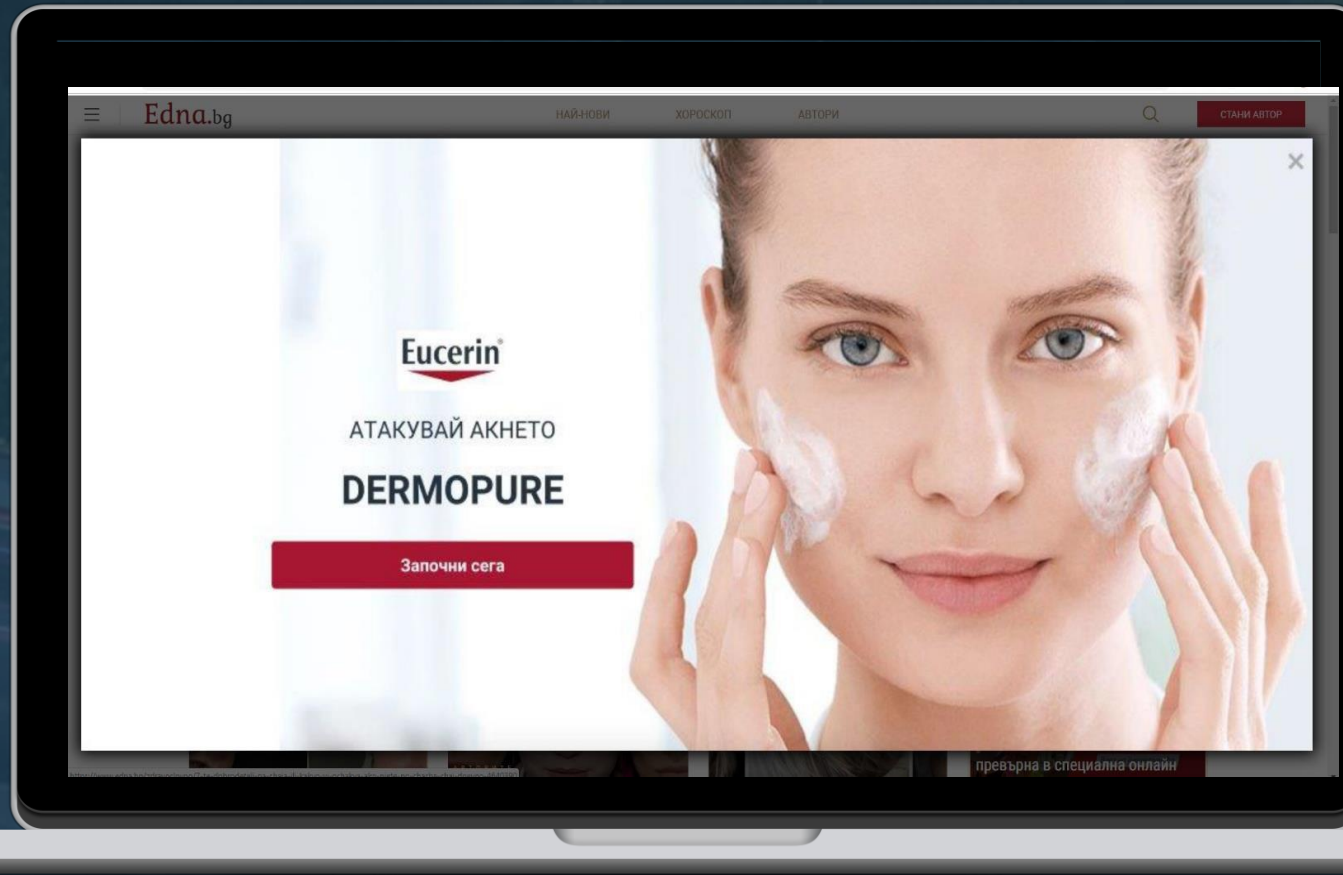 Edna.bg
НАЙ-НОВИ
ХОРОСКОП
АВТОРИ
СТАНИ АВТОР
Eucerin®
АТАКУВАЙ АКНЕТО
DERMOPURE
Започни сега
превърна в специална онлайн